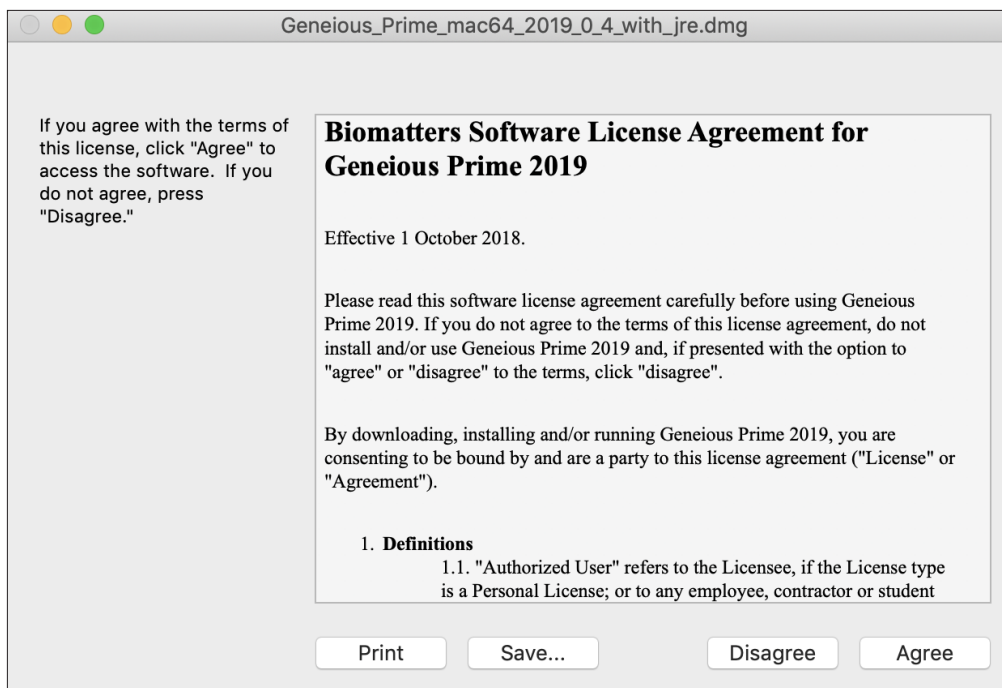 Geneious_Prime_mac64_2019_0_4_with_jre.dmg
If you agree with the terms of
this license, click "Agree" to
access the software.  If you
do not agree, press
"Disagree."
Biomatters Software License Agreement for
Geneious Prime 2019
Effective 1 October 2018.
Please read this software license agreement carefully before using Geneious
Prime 2019. If you do not agree to the terms of this license agreement, do not
install and/or use Geneious Prime 2019 and, if presented with the option to
"agree" or "disagree" to the terms, click "disagree".
By downloading, installing and/or running Geneious Prime 2019, you are
consenting to be bound by and are a party to this license agreement ("License" or
"Agreement").
1. Definitions
1.1. "Authorized User" refers to the Licensee, if the License type
is a Personal License; or to any employee, contractor or student
Print
Save...
Disagree
Agree